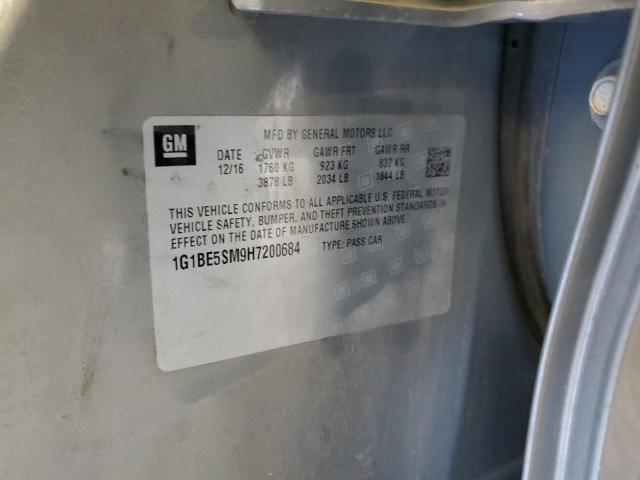 GM
MFD BY GENERAL MOTORS LLC
DATE GVWR GAWR FRT GAWR RR
12/16 1760 KG 923 KG 837 KG
3878 LB 2034 LB 1844 LB
THIS VEHICLE CONFORMS TO ALL APPLICABLE U.S. FEDERAL MOTOR
VEHICLE SAFETY, BUMPER, AND THEFT PREVENTION STANDARDS IN
EFFECT ON THE DATE OF MANUFACTURE SHOWN ABOVE.
1G1BE5SM9H7200684 TYPE: PASS CAR